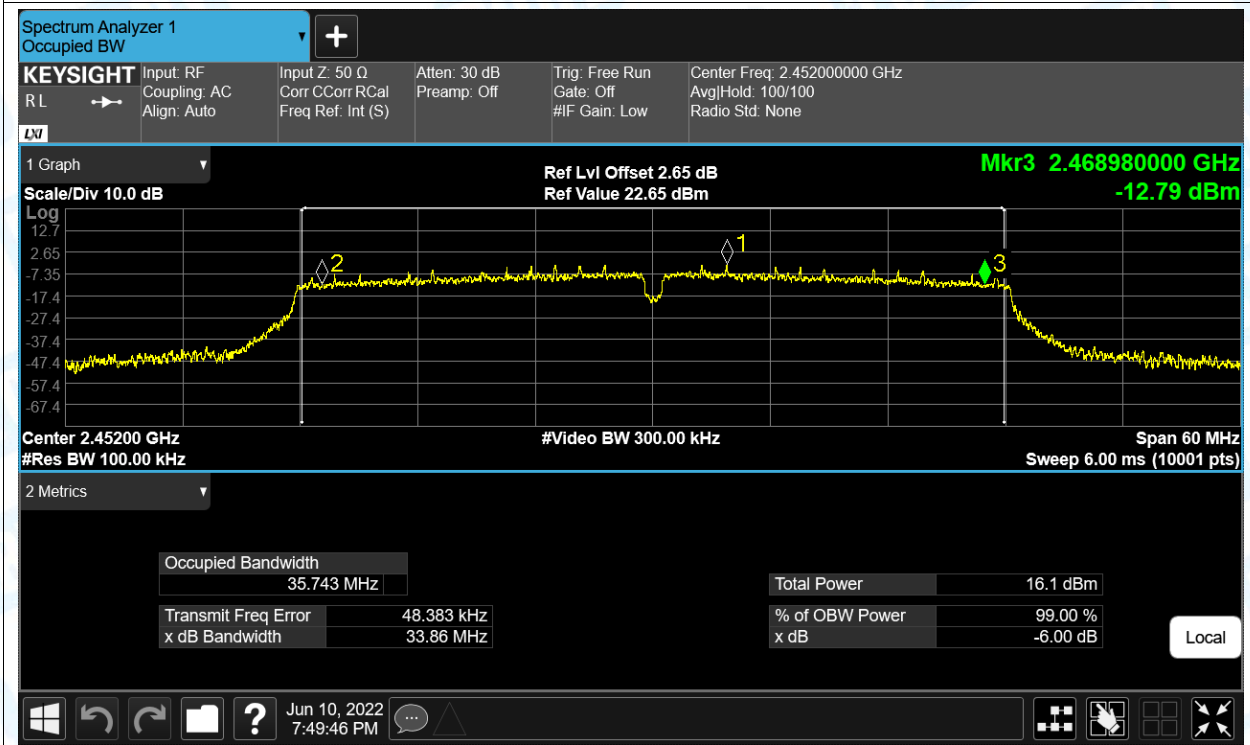 Spectrum Analyzer 1
Occupied BW
+
KEYSIGHT
R L
LXI
Input: RF
Coupling: AC
Align: Auto
Input Z: 50 Ω
Corr CCorr RCal
Freq Ref: Int (S)
Atten: 30 dB
Preamp: Off
Trig: Free Run
Gate: Off
#IF Gain: Low
Center Freq: 2.452000000 GHz
Avg|Hold: 100/100
Radio Std: None
1 Graph
Scale/Div 10.0 dB
Ref Lvl Offset 2.65 dB
Ref Value 22.65 dBm
Mkr3 2.468980000 GHz
-12.79 dBm
Log
12.7
2.65
-7.35
-17.4
-27.4
-37.4
-47.4
-57.4
-67.4
2
1
3
Center 2.45200 GHz
#Video BW 300.00 kHz
Span 60 MHz
#Res BW 100.00 kHz
Sweep 6.00 ms (10001 pts)
2 Metrics
Occupied Bandwidth
35.743 MHz
Transmit Freq Error 48.383 kHz
x dB Bandwidth 33.86 MHz
Total Power 16.1 dBm
% of OBW Power 99.00 %
x dB -6.00 dB
Local
?
Jun 10, 2022
7:49:46 PM